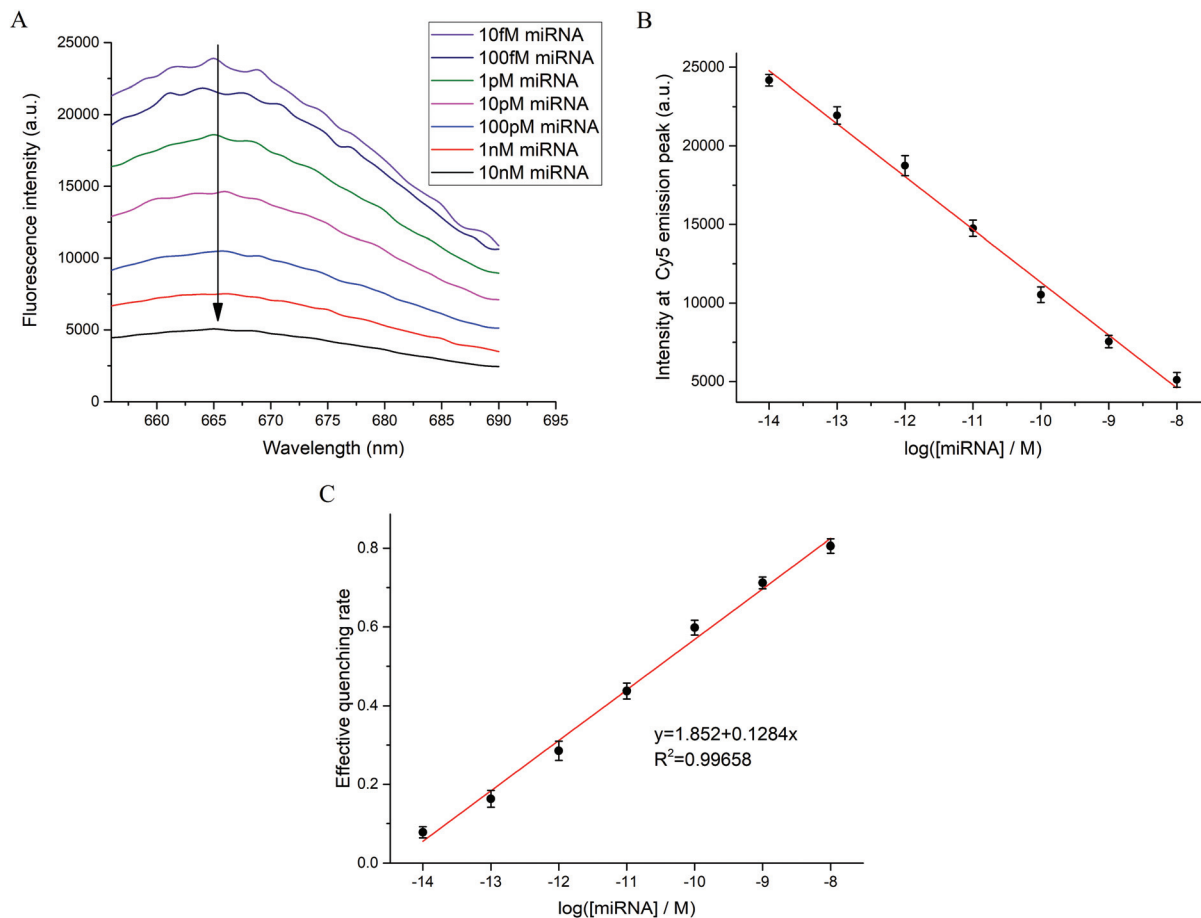 A
10fM miRNA
100fM miRNA
1pM miRNA
10pM miRNA
100pM miRNA
1nM miRNA
10nM miRNA
25000
20000
15000
10000
5000
0
Fluorescence intensity (a.u.)
660 665 670 675 680 685 690 695
Wavelength (nm)
B
25000
20000
15000
10000
5000
Intensity at Cy5 emission peak (a.u.)
-14 -13 -12 -11 -10 -9 -8
log([miRNA] / M)
C
0.8
0.6
0.4
0.2
0.0
Effective quenching rate
y=1.852+0.1284x
R²=0.99658
-14 -13 -12 -11 -10 -9 -8
log([miRNA] / M)